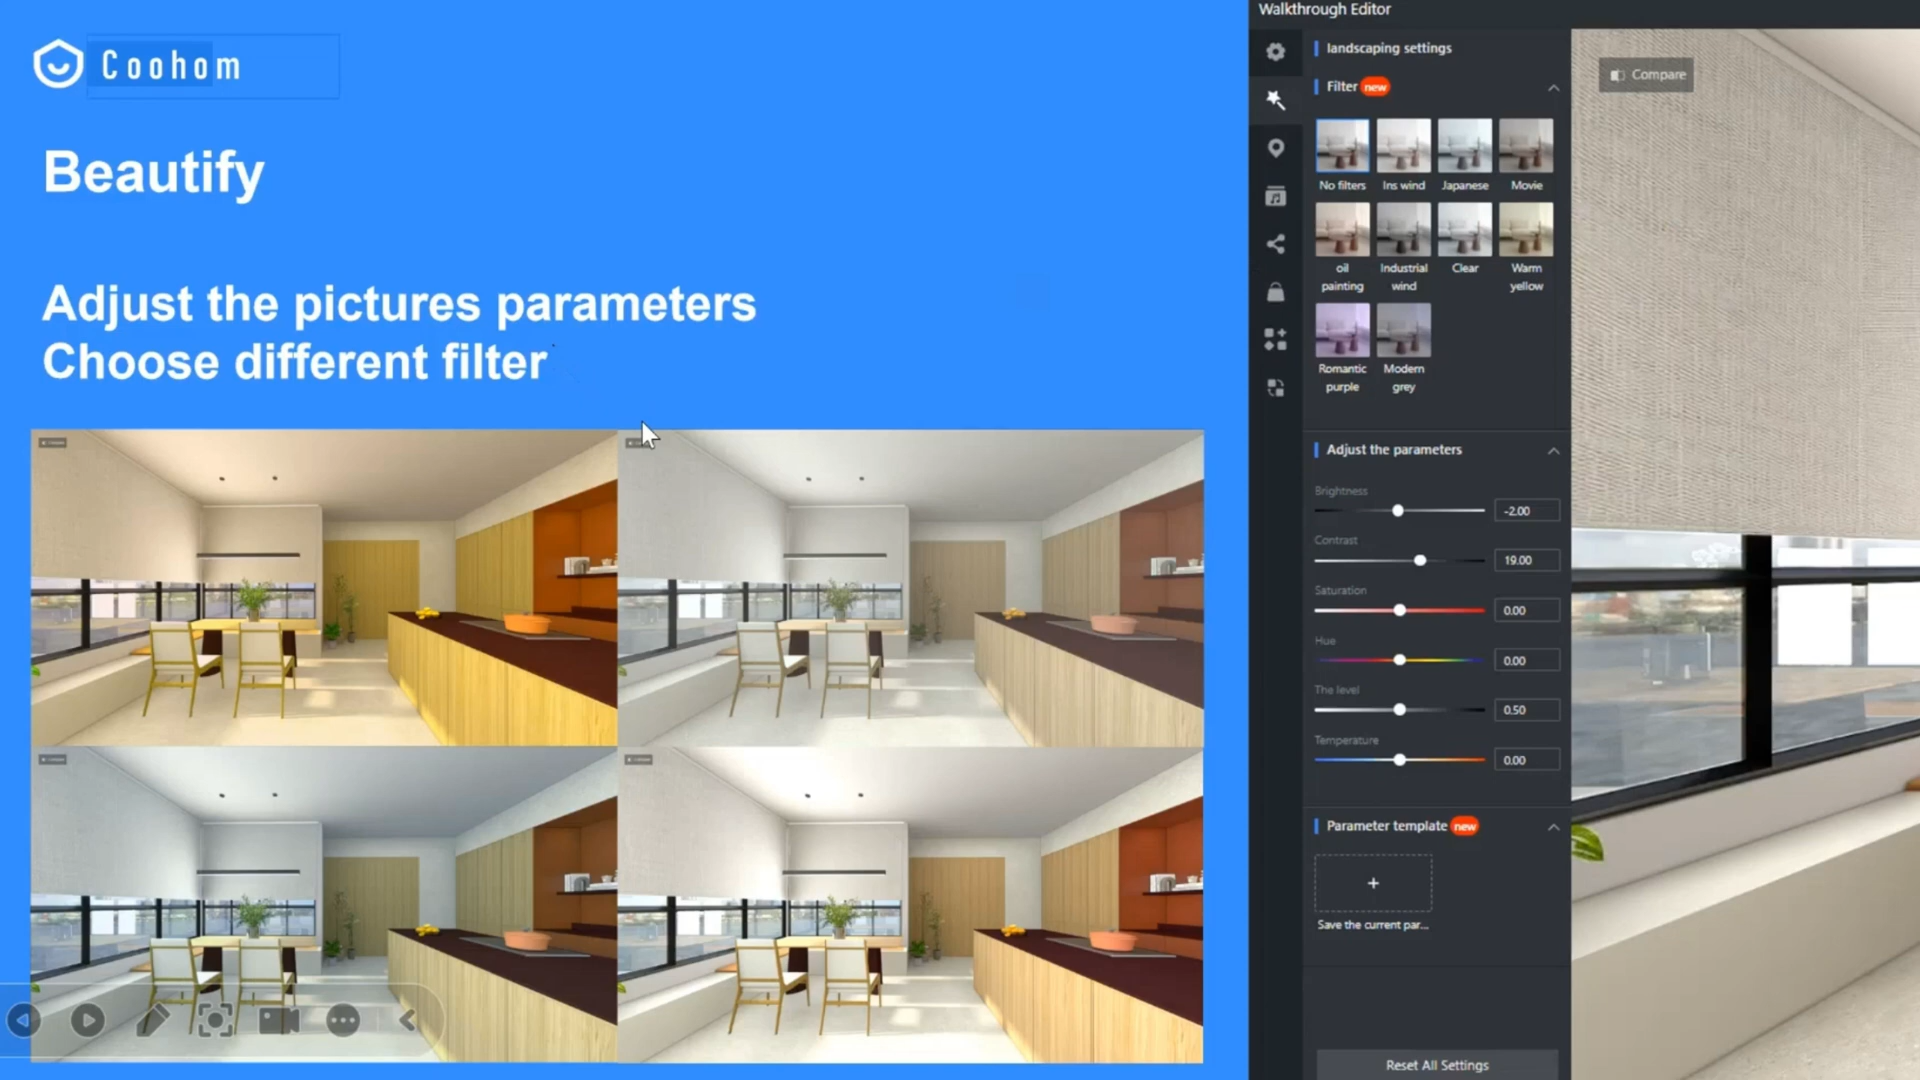 Coohom
Beautify
Adjust the pictures parameters
Choose different filter
Walkthrough Editor
landscaping settings
Filter new
No filters
Ins wind
Japanese
Movie
oil
painting
Industrial
wind
Clear
Warm
yellow
Romantic
purple
Modern
grey
Adjust the parameters
Brightness
-2.00
Contrast
19.00
Saturation
0.00
Hue
0.00
The level
0.50
Temperature
0.00
Parameter template new
+
Save the current par...
Reset All Settings
Compare